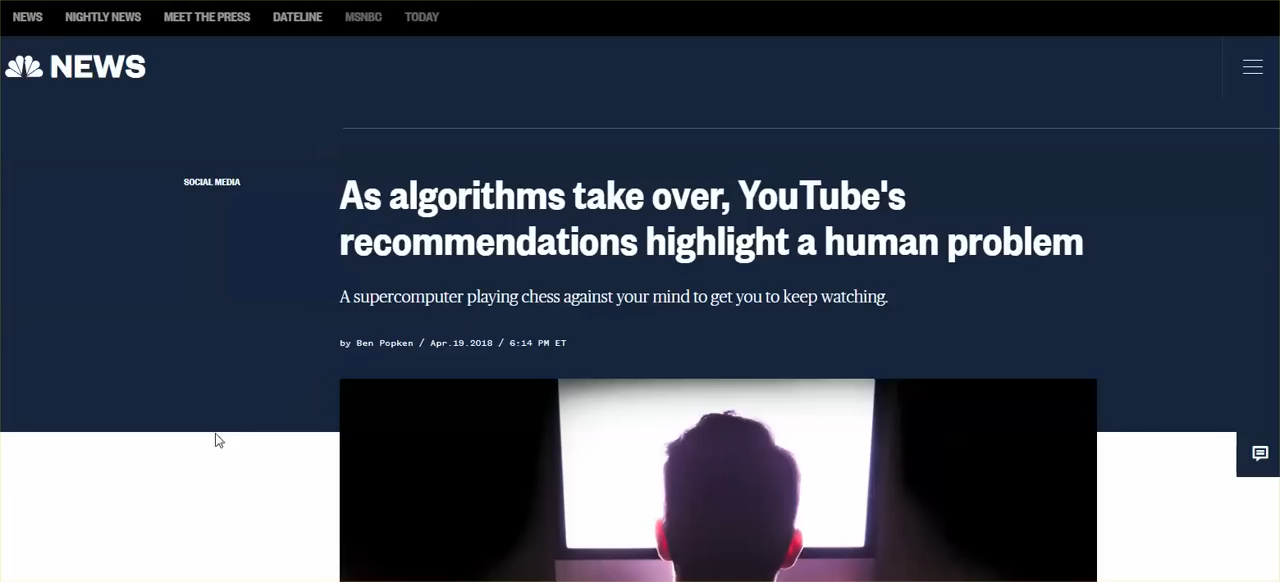 NEWS NIGHTLY NEWS MEET THE PRESS DATELINE MSNBC TODAY
NEWS
SOCIAL MEDIA
As algorithms take over, YouTube's
recommendations highlight a human problem
A supercomputer playing chess against your mind to get you to keep watching.
by Ben Popken / Apr.19.2018 / 6:14 PM ET